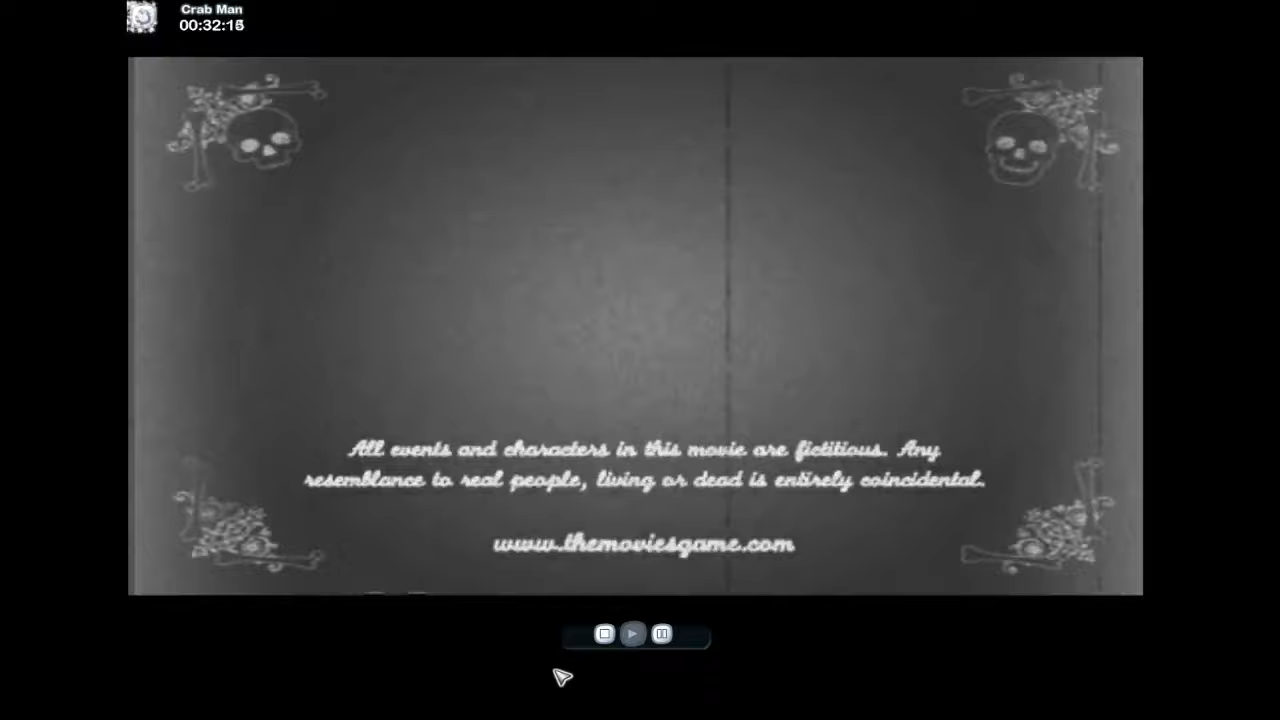 Crab Man
00:32:15
All events and characters in this movie are fictitious. Any
resemblance to real people, living or dead is entirely coincidental.
www.themoviesgame.com